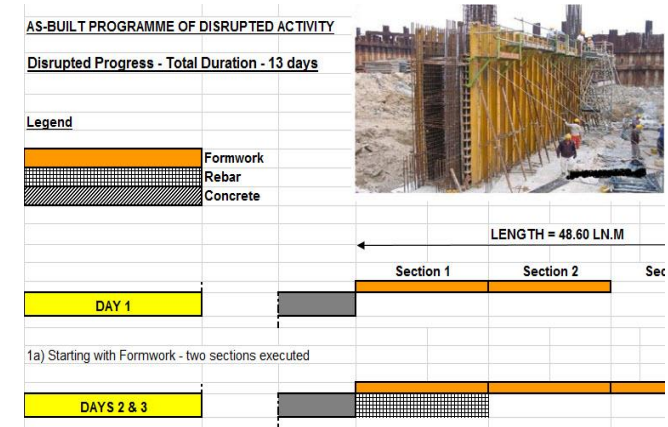 AS-BUILT PROGRAMME OF DISRUPTED ACTIVITY
Disrupted Progress - Total Duration - 13 days
Legend
Formwork
Rebar
Concrete
LENGTH = 48.60 LN.M
Section 1 Section 2 Sec
DAY 1
1a) Starting with Formwork - two sections executed
DAYS 2 & 3